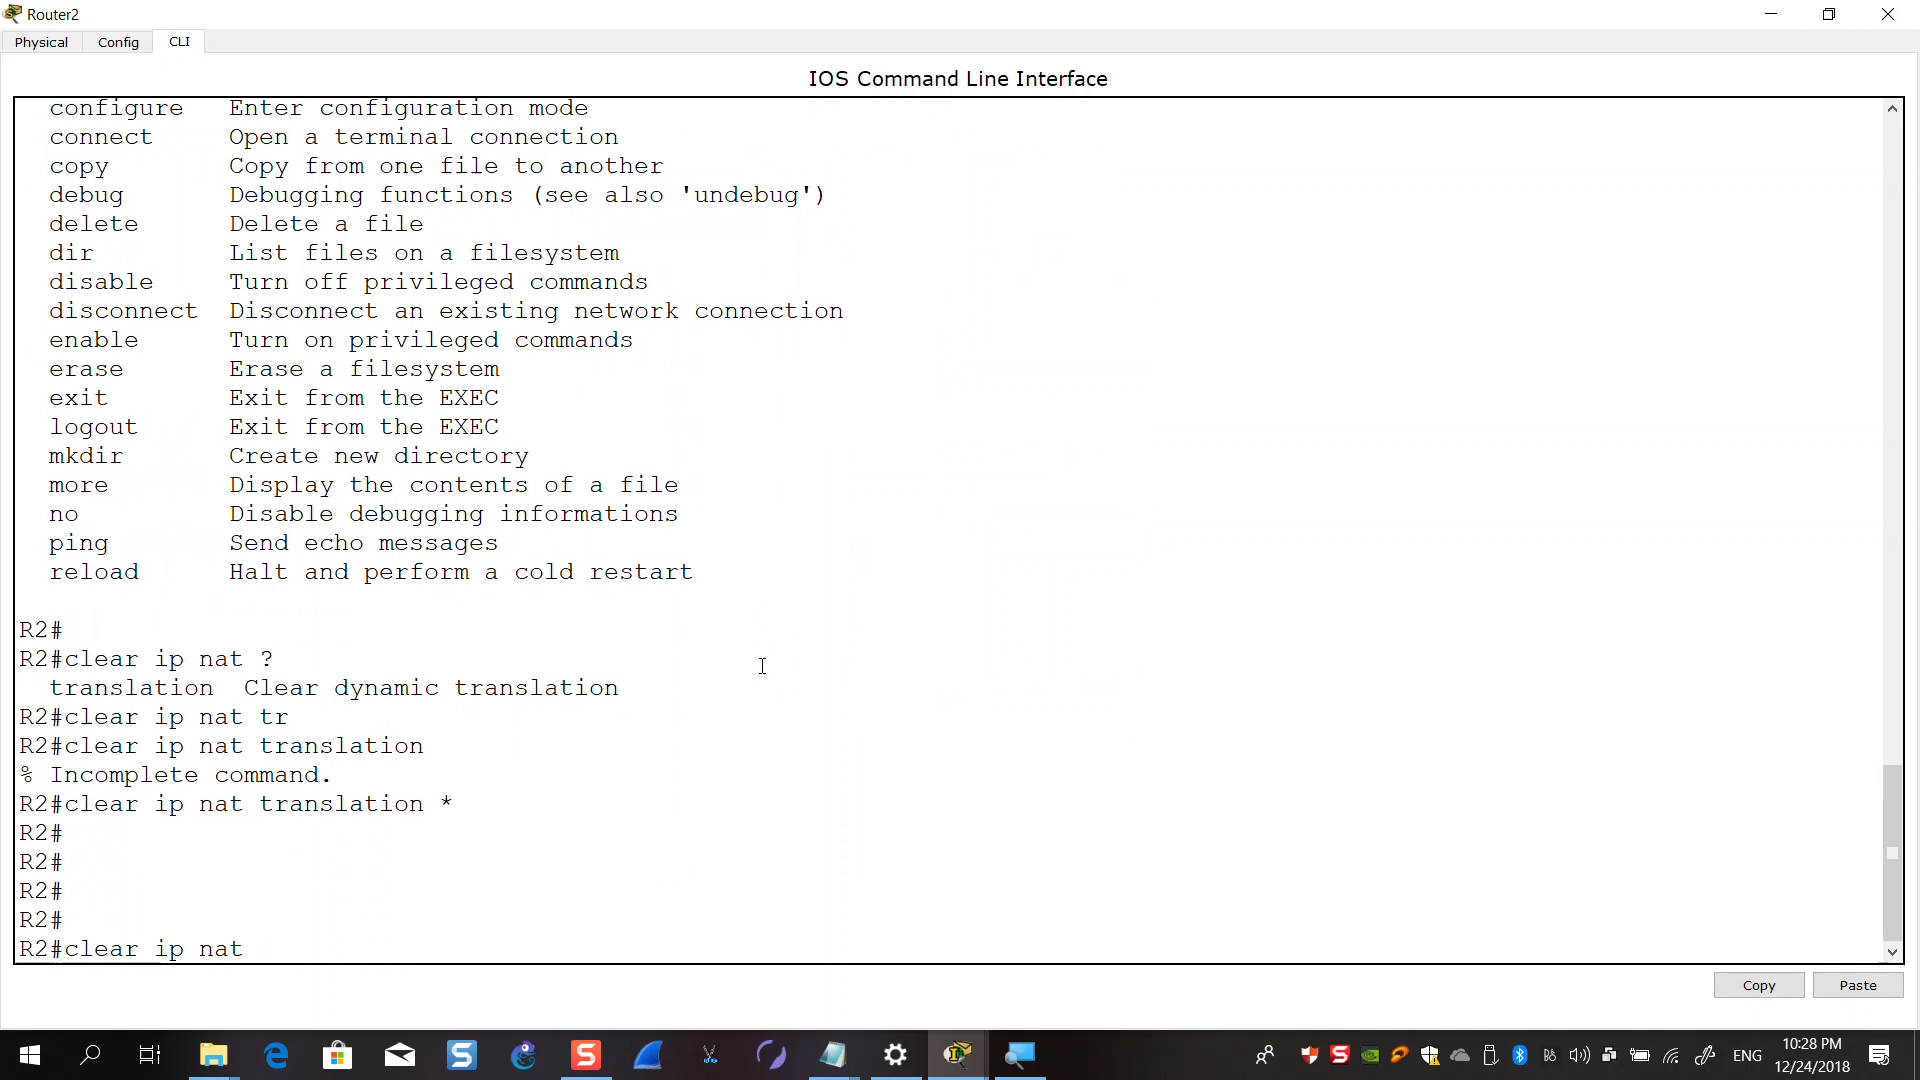 Router2
Physical Config CLI
IOS Command Line Interface
configure Enter configuration mode
connect Open a terminal connection
copy Copy from one file to another
debug Debugging functions (see also 'undebug')
delete Delete a file
dir List files on a filesystem
disable Turn off privileged commands
disconnect Disconnect an existing network connection
enable Turn on privileged commands
erase Erase a filesystem
exit Exit from the EXEC
logout Exit from the EXEC
mkdir Create new directory
more Display the contents of a file
no Disable debugging informations
ping Send echo messages
reload Halt and perform a cold restart
R2#
R2#clear ip nat ?
translation Clear dynamic translation
R2#clear ip nat tr
R2#clear ip nat translation
% Incomplete command.
R2#clear ip nat translation *
R2#
R2#
R2#
R2#
R2#clear ip nat
Copy Paste
ENG
10:28 PM
12/24/2018